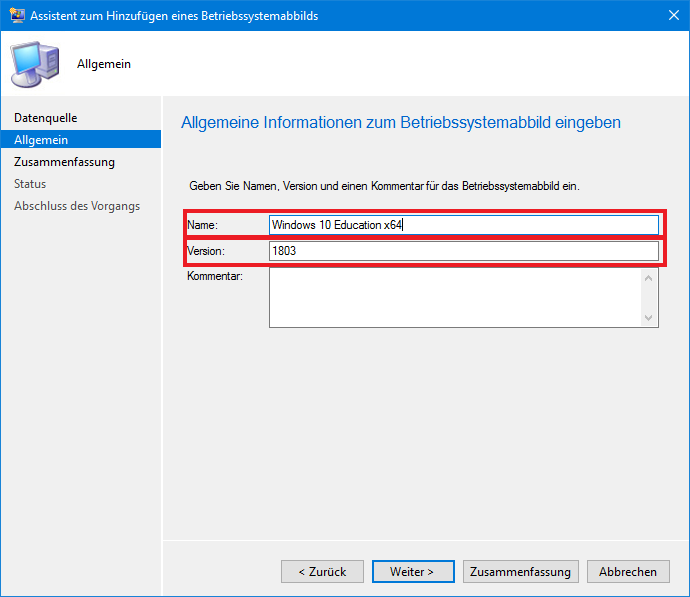 Assistent zum Hinzufügen eines Betriebssystemabbilds
Allgemein
Datenquelle
Allgemein
Zusammenfassung
Status
Abschluss des Vorgangs
Allgemeine Informationen zum Betriebssystemabbild eingeben
Geben Sie Namen, Version und einen Kommentar für das Betriebssystemabbild ein.
Name: Windows 10 Education x64
Version: 1803
Kommentar:
< Zurück Weiter > Zusammenfassung Abbrechen